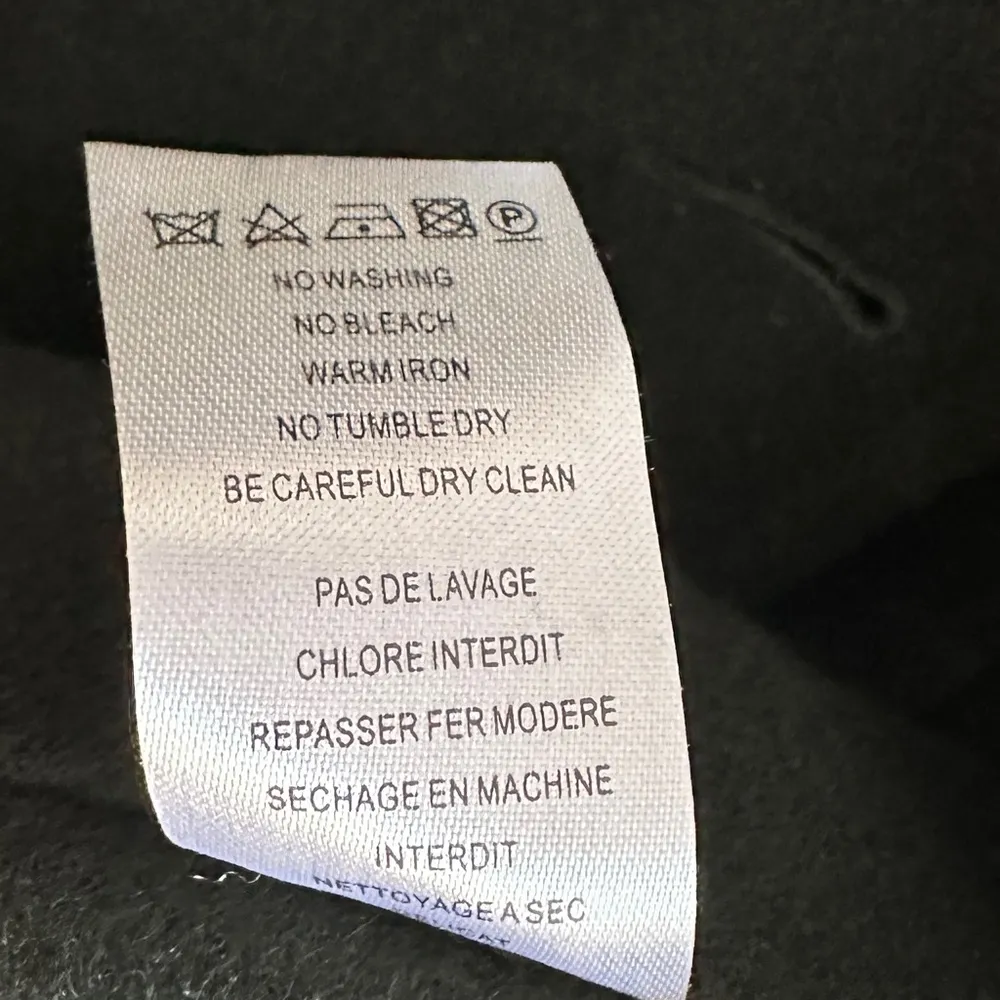 P
NO WASHING
NO BLEACH
WARM IRON
NO TUMBLE DRY
BE CAREFUL DRY CLEAN
PAS DE LAVAGE
CHLORE INTERDIT
REPASSER FER MODERE
SECHAGE EN MACHINE
INTERDIT
NETTOYAGE A SEC